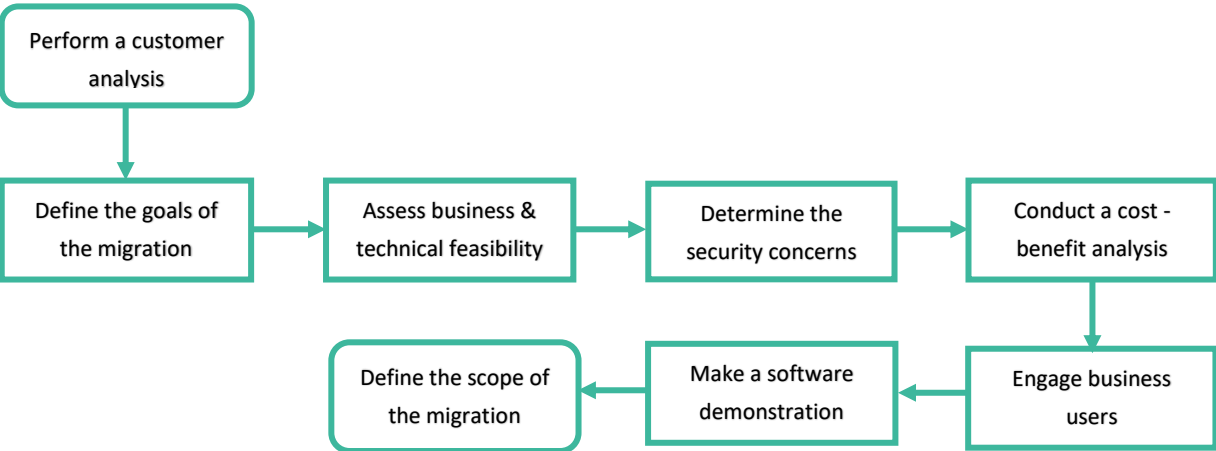 Perform a customer
analysis
Define the goals of
the migration
Assess business &
technical feasibility
Determine the
security concerns
Conduct a cost -
benefit analysis
Engage business
users
Make a software
demonstration
Define the scope of
the migration